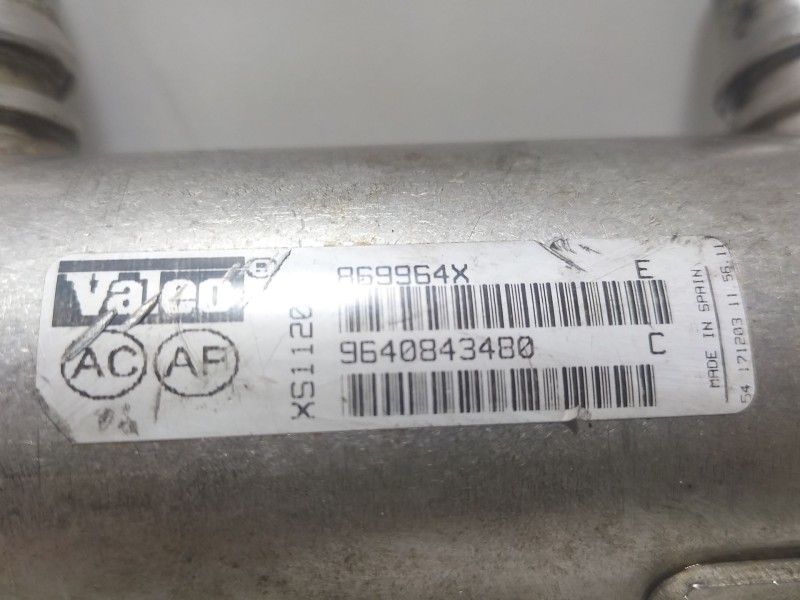 Valeo ®
AC AF
XS1120
869964X E
9640843480 C
MADE IN SPAIN
54 171203 11 56.11